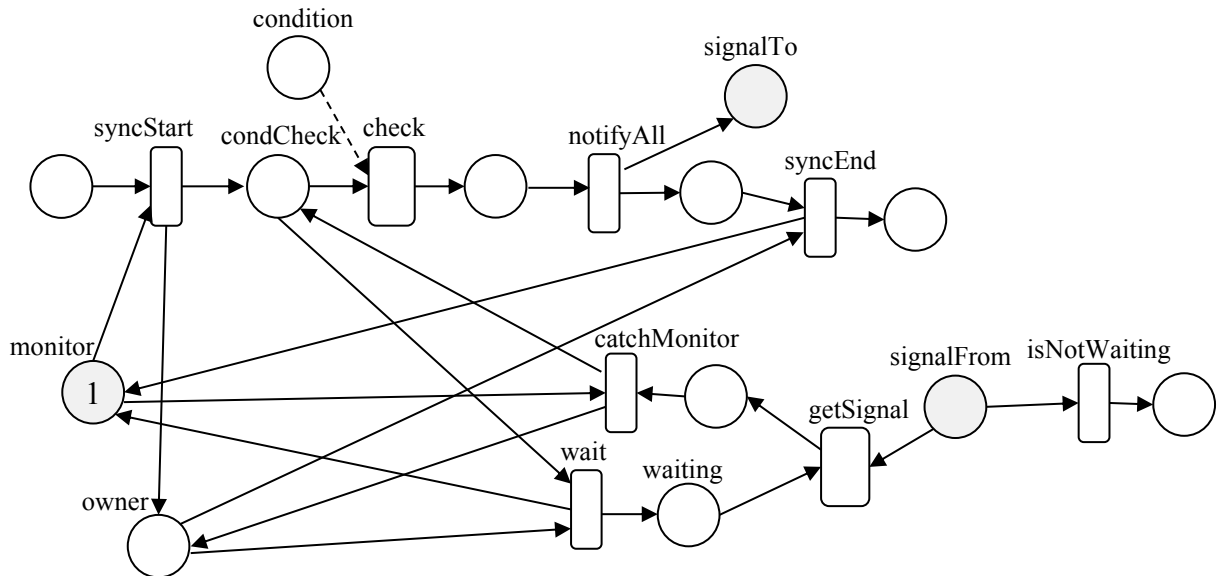 condition
signalTo
syncStart
condCheck
check
notifyAll
syncEnd
monitor
1
catchMonitor
signalFrom
isNotWaiting
getSignal
wait
waiting
owner